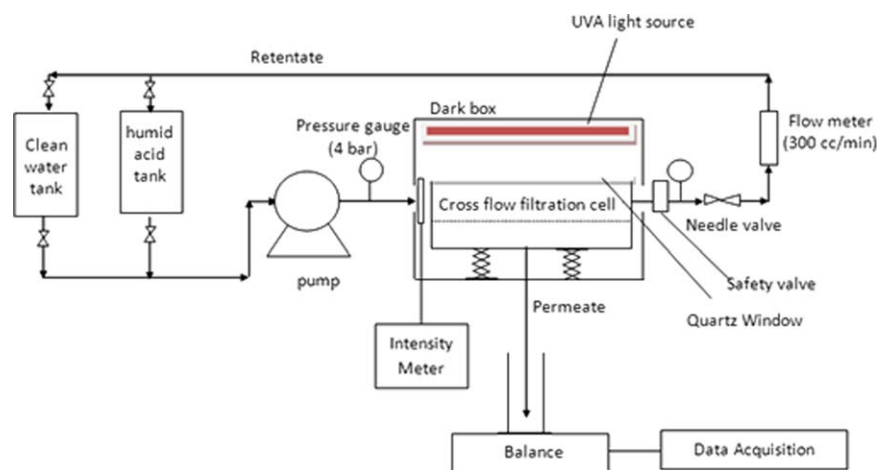 UVA light source
Retentate
Dark box
Pressure gauge
(4 bar)
Flow meter
(300 cc/min)
Clean
water
tank
humid
acid
tank
Cross flow filtration cell
Needle valve
pump
Safety valve
Permeate
Quartz Window
Intensity
Meter
Balance
Data Acquisition